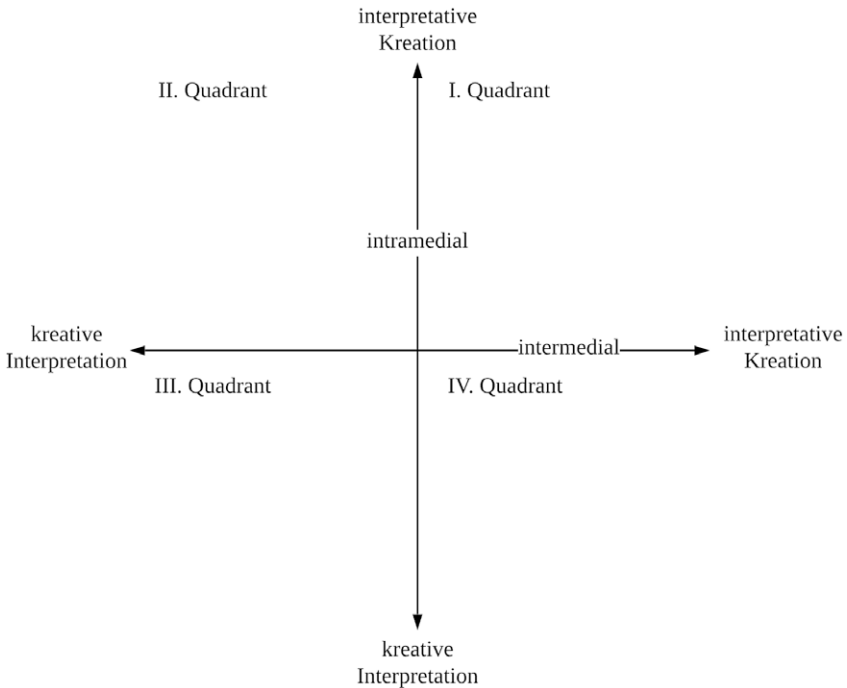 interpretative
Kreation
II. Quadrant
I. Quadrant
intramedial
kreative
Interpretation
intermedial
interpretative
Kreation
III. Quadrant
IV. Quadrant
kreative
Interpretation